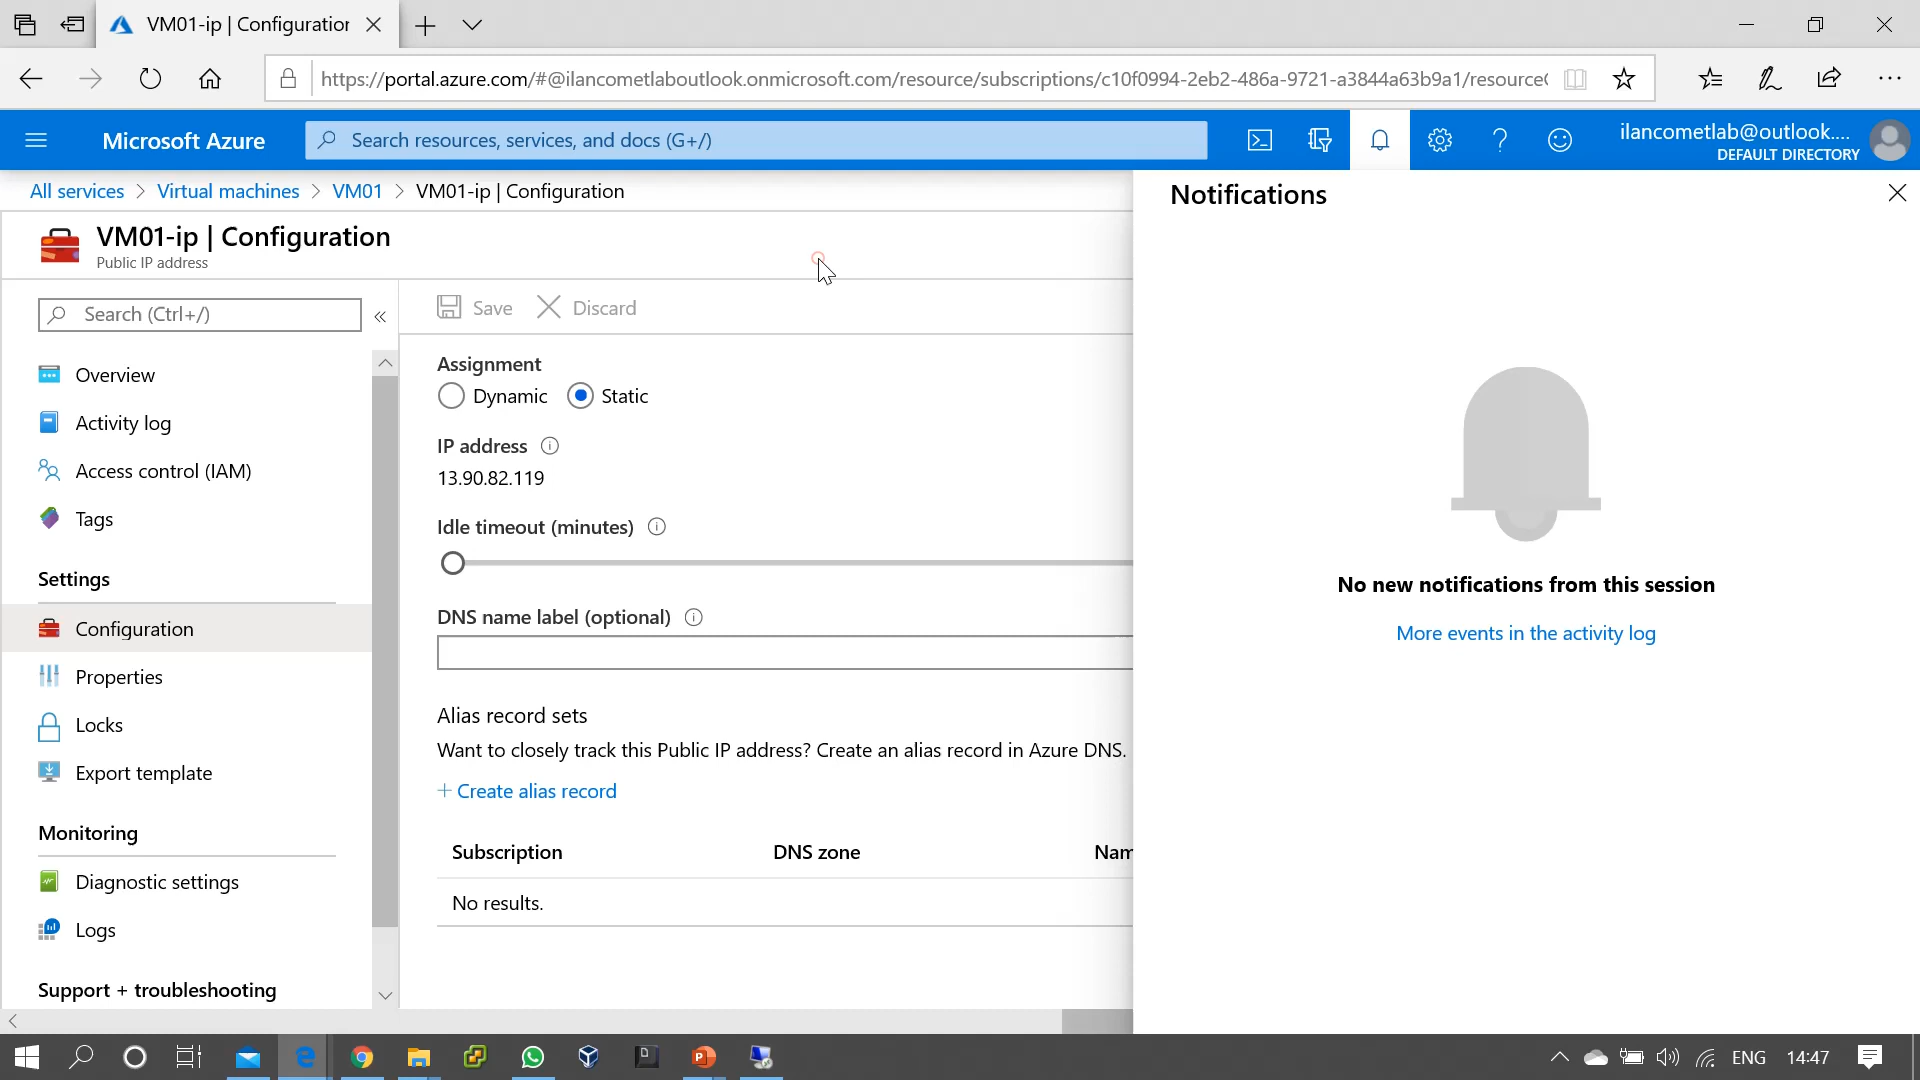 VM01-ip | Configuration
https://portal.azure.com/#@ilancometlaboutlook.onmicrosoft.com/resource/subscriptions/c10f0994-2eb2-486a-9721-a3844a63b9a1/resource
Microsoft Azure
Search resources, services, and docs (G+/)
ilancometlab@outlook....
DEFAULT DIRECTORY
All services > Virtual machines > VM01 > VM01-ip | Configuration
VM01-ip | Configuration
Public IP address
Search (Ctrl+/)
«
Overview
Activity log
Access control (IAM)
Tags
Settings
Configuration
Properties
Locks
Export template
Monitoring
Diagnostic settings
Logs
Support + troubleshooting
Save
Discard
Assignment
Dynamic
Static
IP address
13.90.82.119
Idle timeout (minutes)
DNS name label (optional)
Alias record sets
Want to closely track this Public IP address? Create an alias record in Azure DNS.
+ Create alias record
Subscription DNS zone Nam
No results.
Notifications
No new notifications from this session
More events in the activity log
ENG 14:47